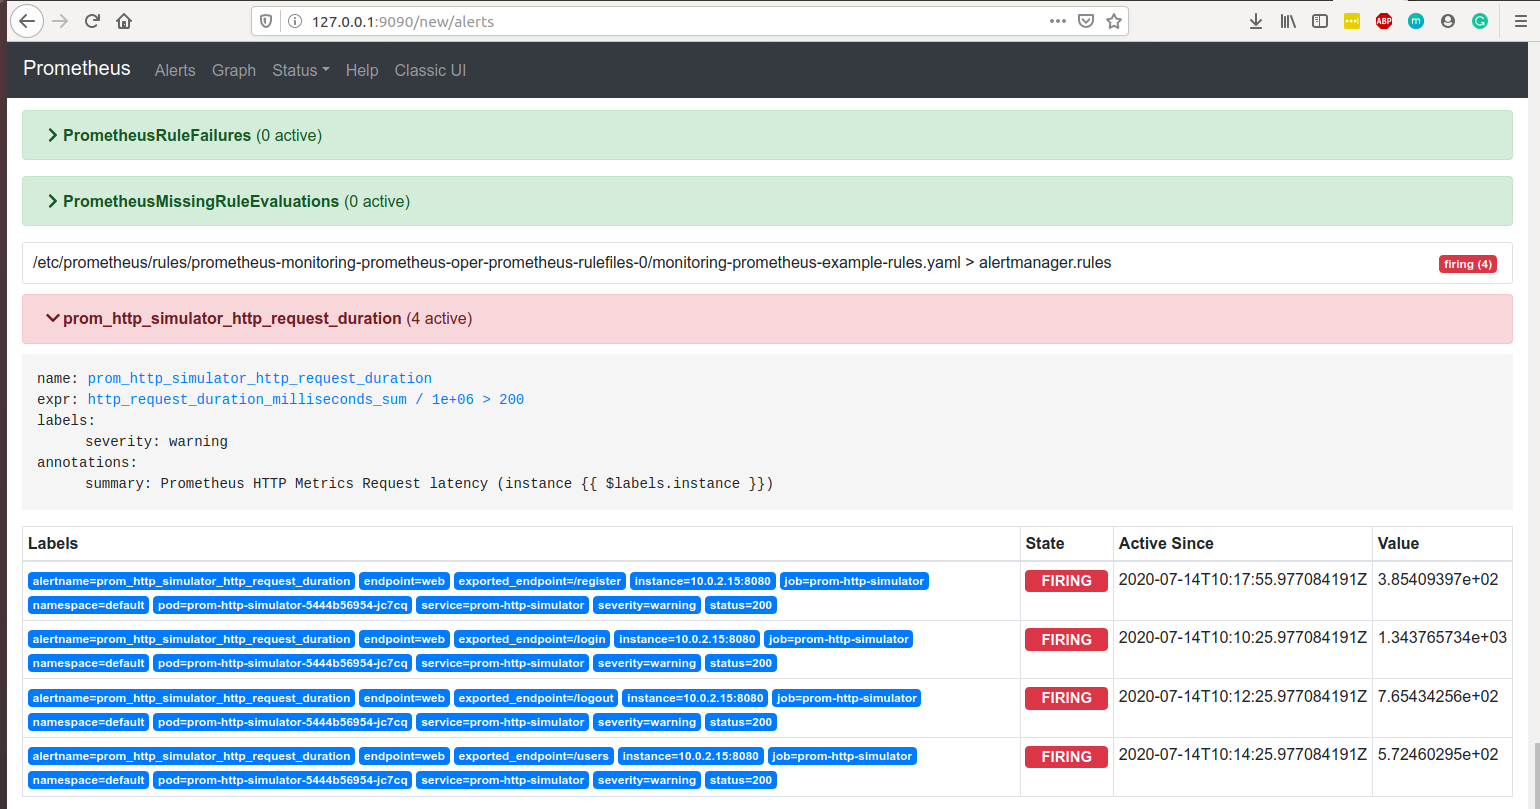 127.0.0.1:9090/new/alerts
ABP
m
Prometheus Alerts Graph Status Help Classic UI
PrometheusRuleFailures (0 active)
PrometheusMissingRuleEvaluations (0 active)
/etc/prometheus/rules/prometheus-monitoring-prometheus-oper-prometheus-rulefiles-0/monitoring-prometheus-example-rules.yaml > alertmanager.rules firing (4)
prom_http_simulator_http_request_duration (4 active)
name: prom_http_simulator_http_request_duration
expr: http_request_duration_milliseconds_sum / 1e+06 > 200
labels:
severity: warning
annotations:
summary: Prometheus HTTP Metrics Request latency (instance {{ $labels.instance }})
Labels State Active Since Value
alertname=prom_http_simulator_http_request_duration endpoint=web exported_endpoint=/register instance=10.0.2.15:8080 job=prom-http-simulator FIRING 2020-07-14T10:17:55.977084191Z 3.85409397e+02
namespace=default pod=prom-http-simulator-5444b56954-jc7cq service=prom-http-simulator severity=warning status=200
alertname=prom_http_simulator_http_request_duration endpoint=web exported_endpoint=/login instance=10.0.2.15:8080 job=prom-http-simulator FIRING 2020-07-14T10:10:25.977084191Z 1.343765734e+03
namespace=default pod=prom-http-simulator-5444b56954-jc7cq service=prom-http-simulator severity=warning status=200
alertname=prom_http_simulator_http_request_duration endpoint=web exported_endpoint=/logout instance=10.0.2.15:8080 job=prom-http-simulator FIRING 2020-07-14T10:12:25.977084191Z 7.65434256e+02
namespace=default pod=prom-http-simulator-5444b56954-jc7cq service=prom-http-simulator severity=warning status=200
alertname=prom_http_simulator_http_request_duration endpoint=web exported_endpoint=/users instance=10.0.2.15:8080 job=prom-http-simulator FIRING 2020-07-14T10:14:25.977084191Z 5.72460295e+02
namespace=default pod=prom-http-simulator-5444b56954-jc7cq service=prom-http-simulator severity=warning status=200